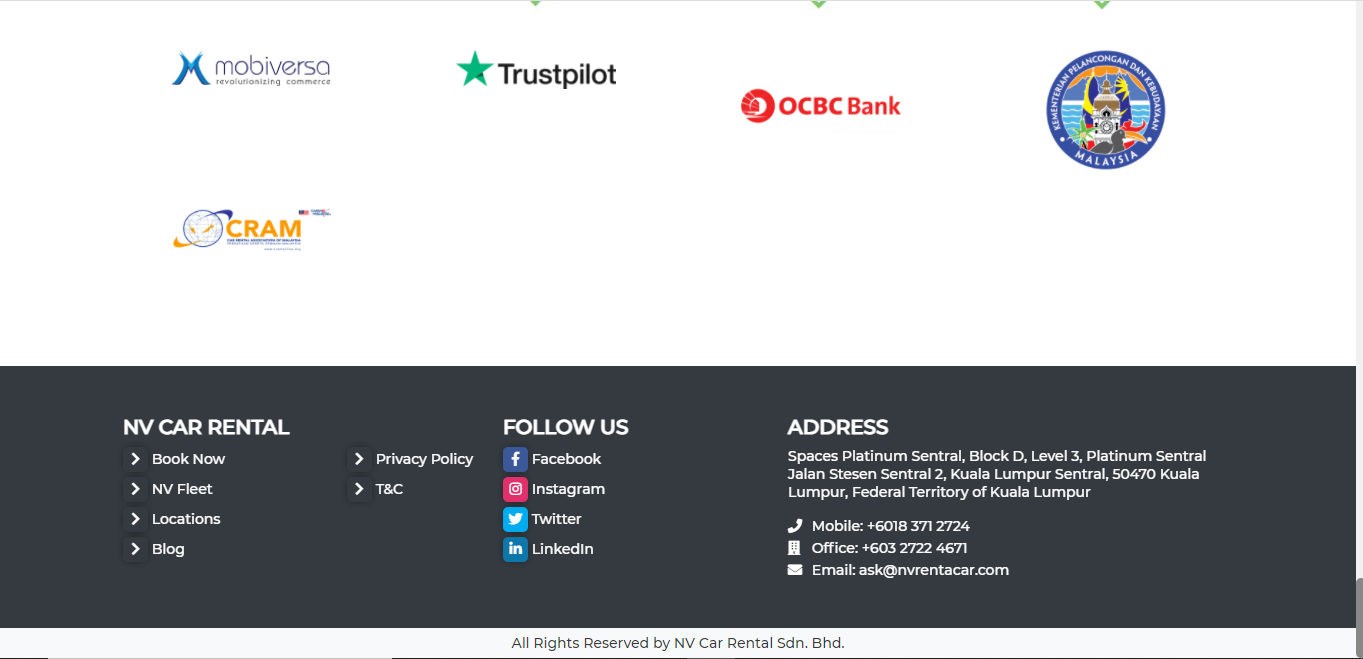 mobiversa
revolutionizing commerce
Trustpilot
OCBC Bank
KEMENTERIAN PELANCONGAN DAN KEBUDAYAAN
MALAYSIA
CRAM
CAR RENTAL ASSOCIATION OF MALAYSIA
NV CAR RENTAL
Book Now
NV Fleet
Locations
Blog
Privacy Policy
T&C
FOLLOW US
Facebook
Instagram
Twitter
LinkedIn
ADDRESS
Spaces Platinum Sentral, Block D, Level 3, Platinum Sentral
Jalan Stesen Sentral 2, Kuala Lumpur Sentral, 50470 Kuala
Lumpur, Federal Territory of Kuala Lumpur
Mobile: +6018 371 2724
Office: +603 2722 4671
Email: ask@nvrentacar.com
All Rights Reserved by NV Car Rental Sdn. Bhd.